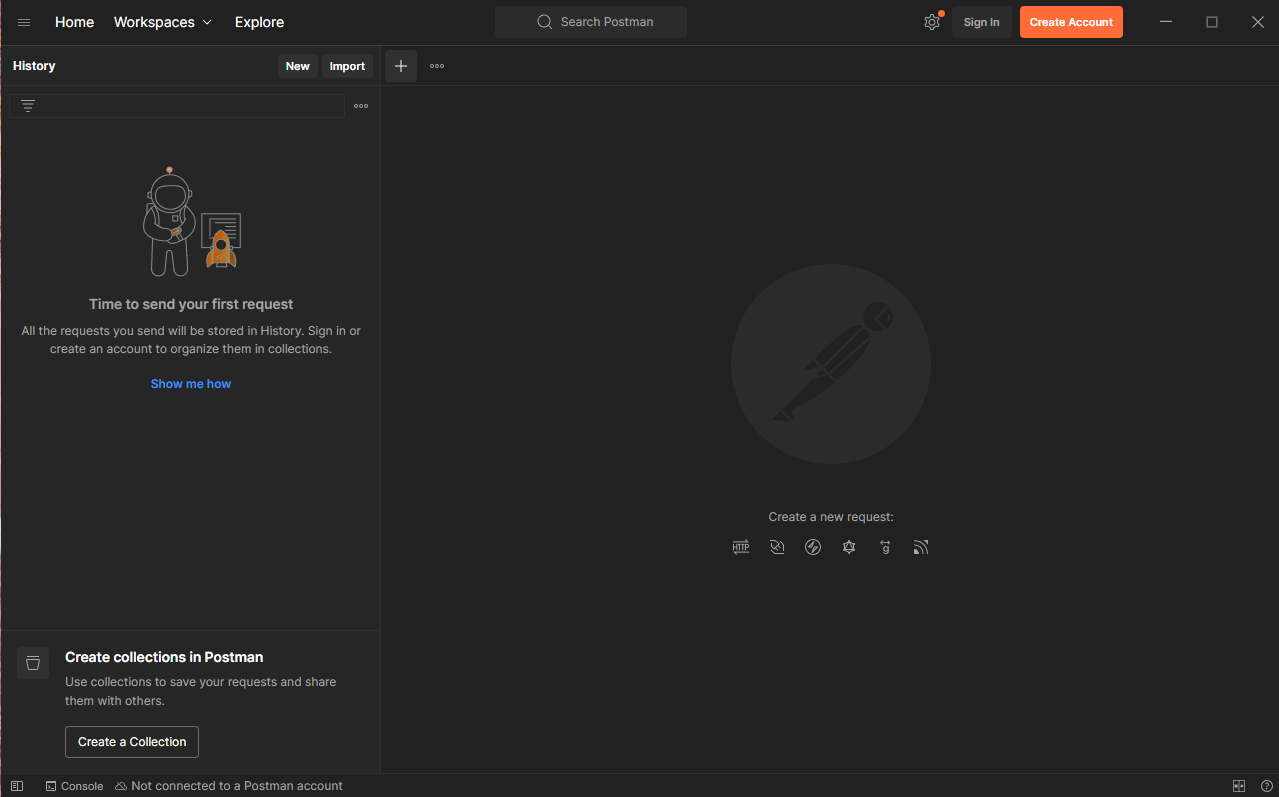 Home Workspaces Explore Search Postman Sign In Create Account
History New Import
Time to send your first request
All the requests you send will be stored in History. Sign in or
create an account to organize them in collections.
Show me how
Create a new request:
HTTP
g
Create collections in Postman
Use collections to save your requests and share
them with others.
Create a Collection
Console Not connected to a Postman account